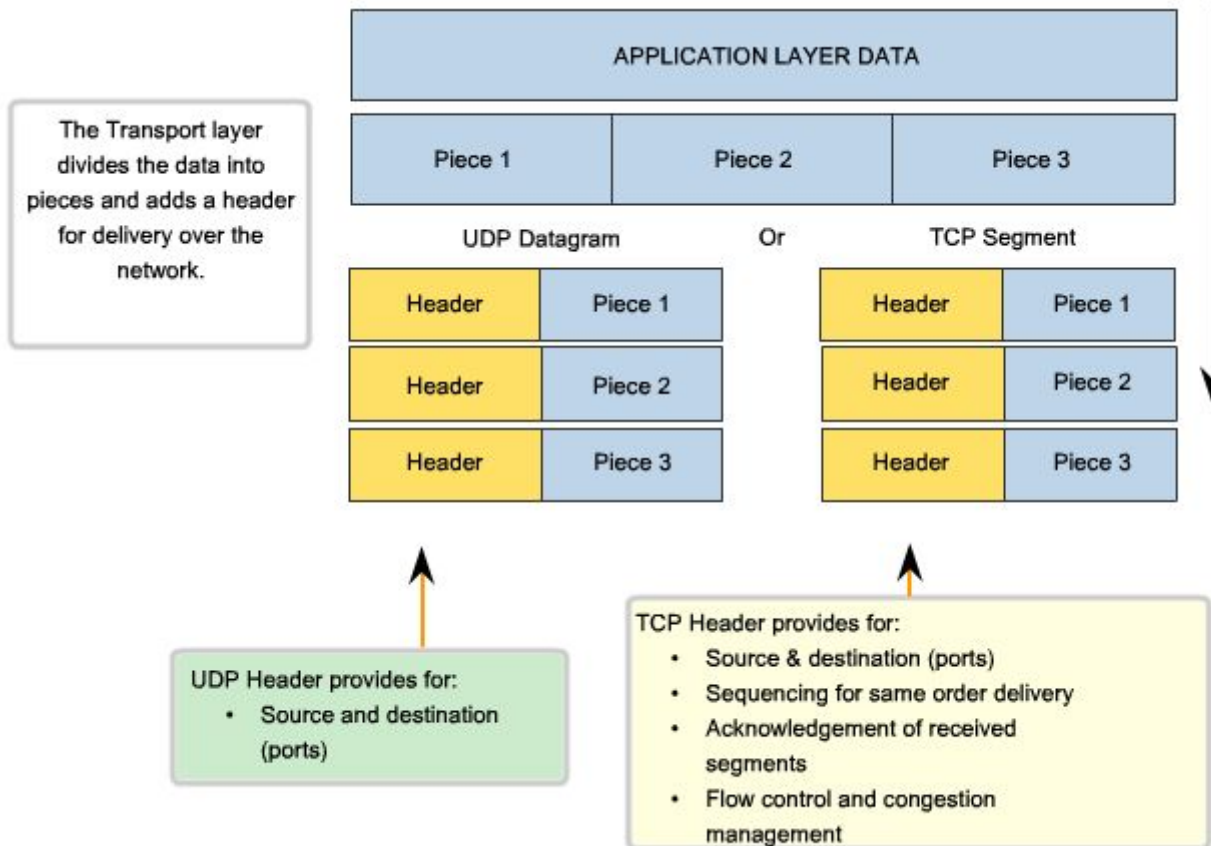 APPLICATION LAYER DATA
The Transport layer
divides the data into
pieces and adds a header
for delivery over the
network.
Piece 1 Piece 2 Piece 3
UDP Datagram Or TCP Segment
Header Piece 1 Header Piece 1
Header Piece 2 Header Piece 2
Header Piece 3 Header Piece 3
UDP Header provides for:
• Source and destination
(ports)
TCP Header provides for:
• Source & destination (ports)
• Sequencing for same order delivery
• Acknowledgement of received
segments
• Flow control and congestion
management